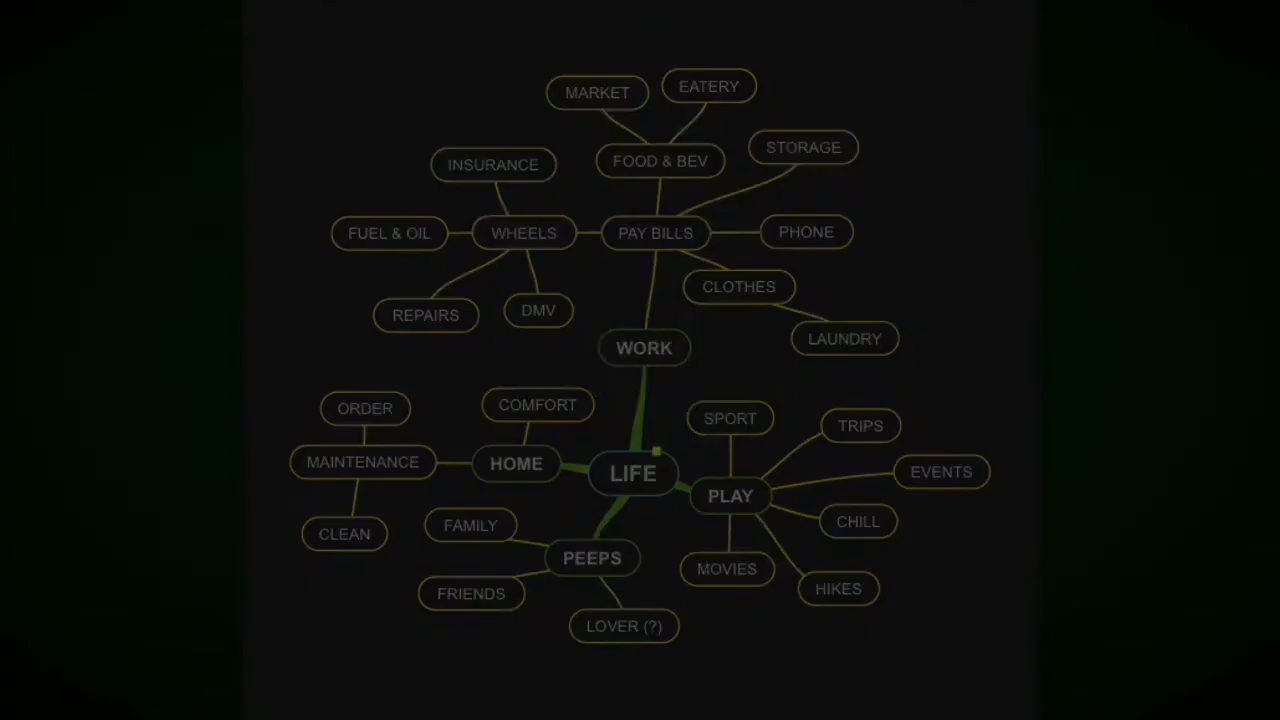 MARKET
EATERY
STORAGE
FOOD & BEV
INSURANCE
FUEL & OIL
WHEELS
PAY BILLS
PHONE
CLOTHES
REPAIRS
DMV
LAUNDRY
WORK
ORDER
COMFORT
SPORT
TRIPS
MAINTENANCE
HOME
LIFE
EVENTS
PLAY
CLEAN
FAMILY
CHILL
PEEPS
MOVIES
HIKES
FRIENDS
LOVER (?)